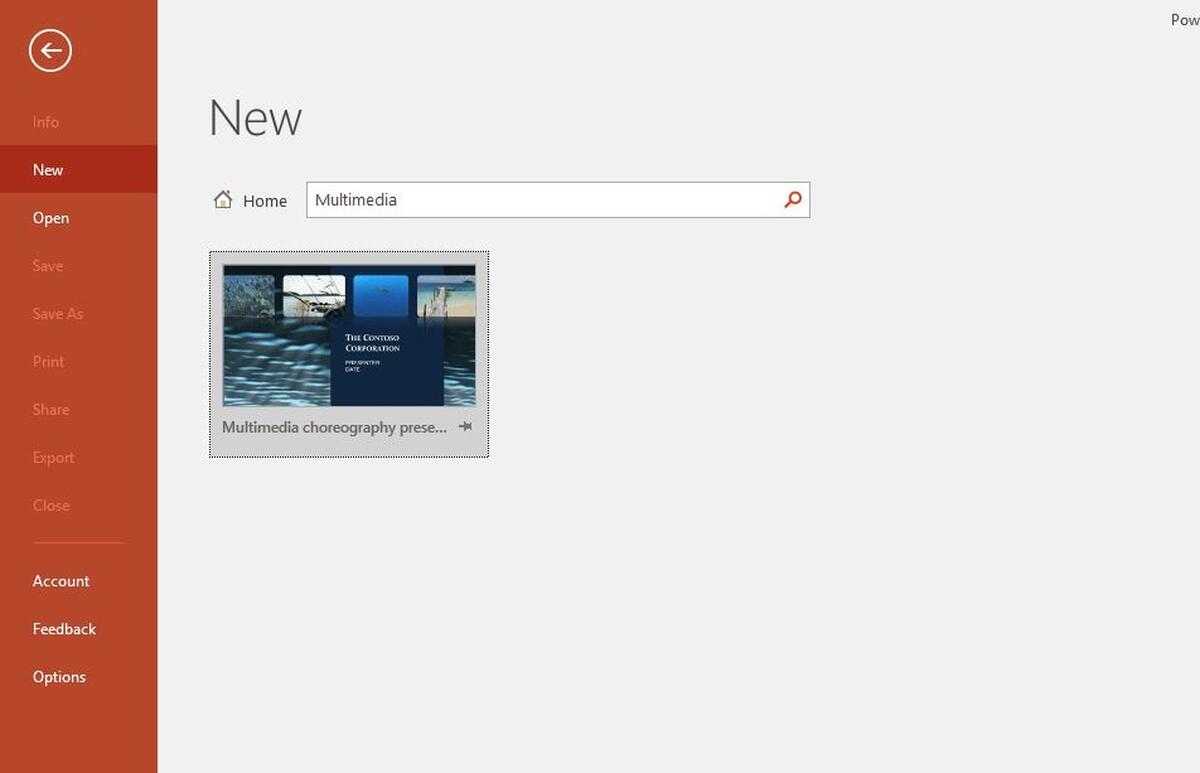 Pow
Info
New
Open
Save
Save As
Print
Share
Export
Close
Account
Feedback
Options
New
Home
Multimedia
THE CONTOSO
CORPORATION
PRESENTER
DATE
Multimedia choreography prese...